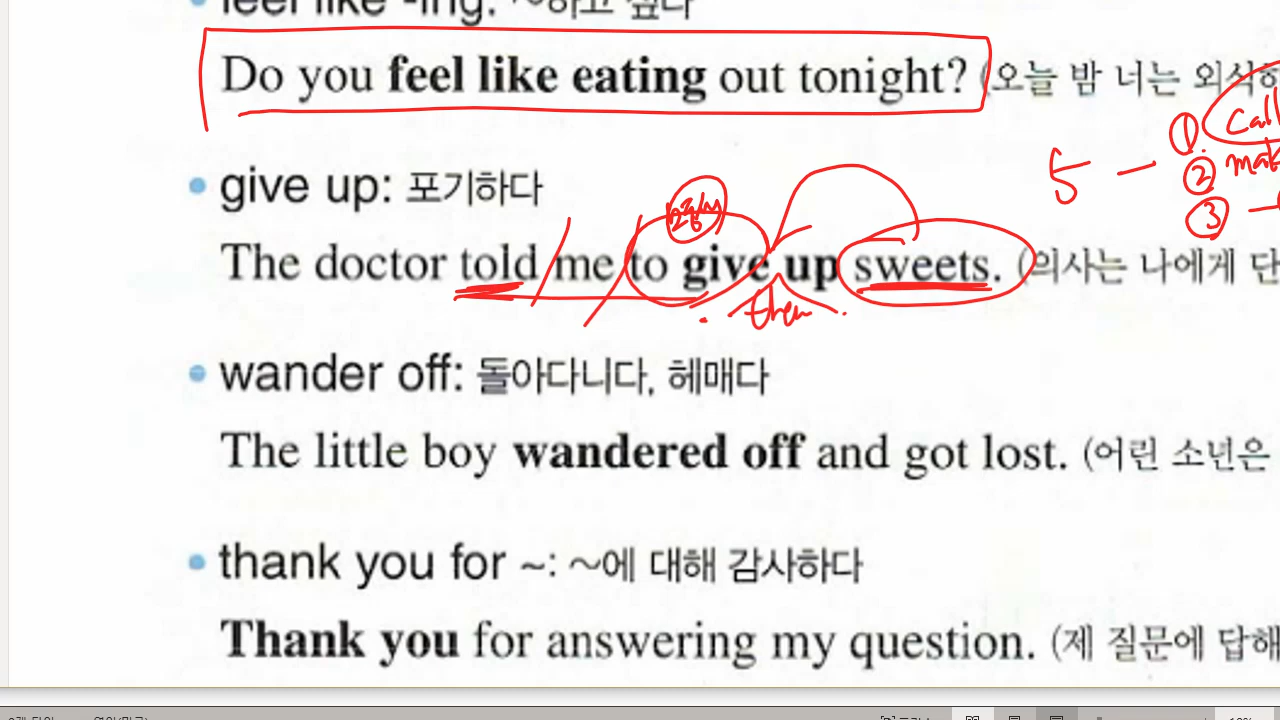 feel like -ing: ~하고 싶다
Do you feel like eating out tonight? (오늘 밤 너는 외식하
① Call
5 - ② mak
③ -
give up: 포기하다
The doctor told me to give up sweets. (의사는 나에게 단
them
wander off: 돌아다니다, 헤매다
The little boy wandered off and got lost. (어린 소년은
thank you for ~: ~에 대해 감사하다
Thank you for answering my question. (제 질문에 답해